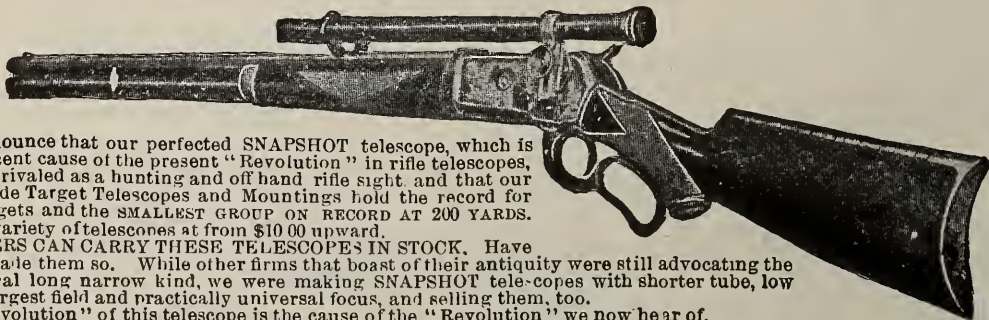 ounce that our perfected SNAPSHOT telescope, which is
cent cause of the present "Revolution" in rifle telescopes,
rivaled as a hunting and off hand rifle sight. and that our
de Target Telescopes and Mountings hold the record for
gets and the SMALLEST GROUP ON RECORD AT 200 YARDS.
ariety of telescopes at from $10 00 upward.
ERS CAN CARRY THESE TELESCOPES IN STOCK. Have
ade them so. While other firms that boast of their antiquity were still advocating the
al long narrow kind, we were making SNAPSHOT tele-copes with shorter tube, low
rgest field and practically universal focus, and selling them, too.
volution" of this telescope is the cause of the "Revolution" we now hear of.